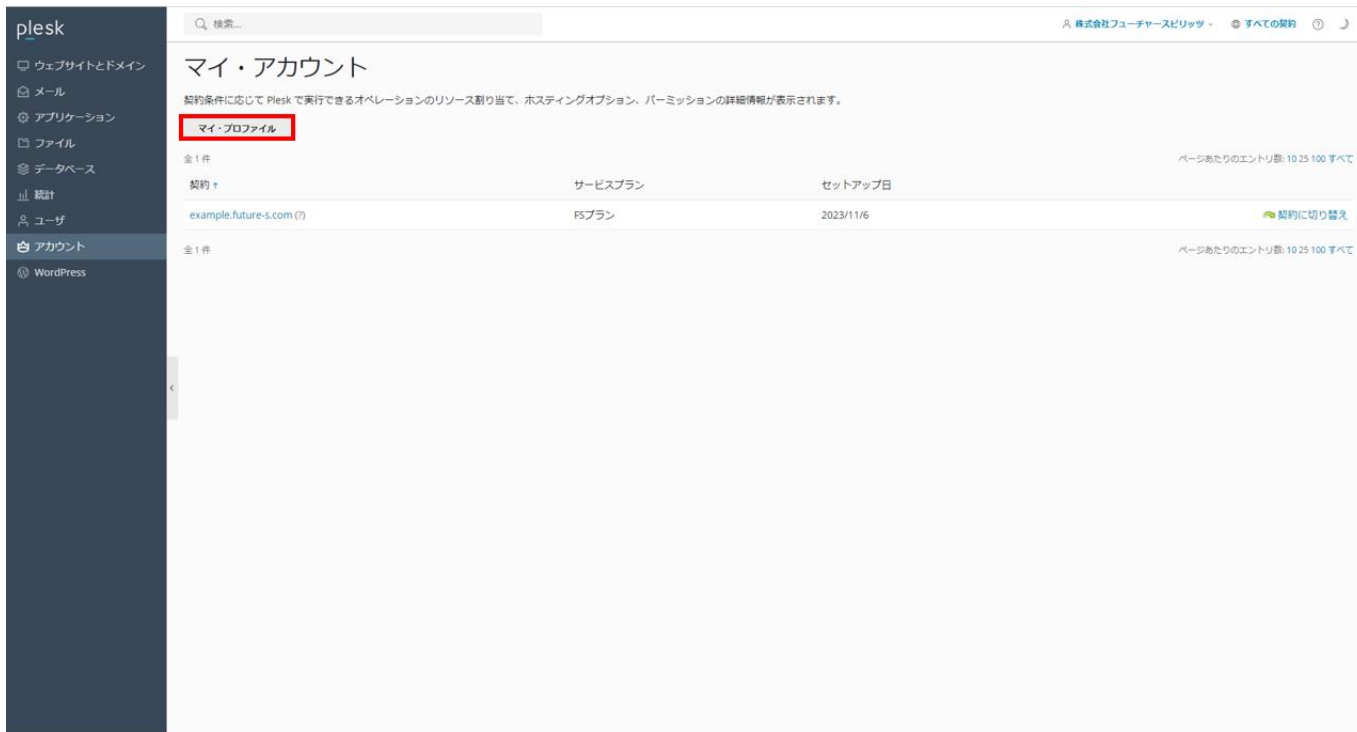 plesk
検索...
株式会社フューチャースピリッツ
すべての契約
ウェブサイトとドメイン
メール
アプリケーション
ファイル
データベース
統計
ユーザ
アカウント
WordPress
マイ・アカウント
契約条件に応じて Plesk で実行できるオペレーションのリソース割り当て、ホスティングオプション、パーミッションの詳細情報が表示されます。
マイ・プロファイル
全 1 件 ページあたりのエントリ数: 10 25 100 すべて
契約 ↑ サービスプラン セットアップ日
example.future-s.com (?) FSプラン 2023/11/6 契約に切り替え
全 1 件 ページあたりのエントリ数: 10 25 100 すべて